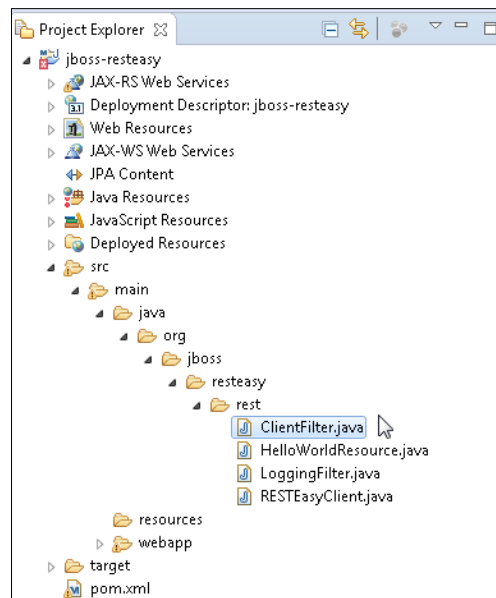 Project Explorer
jboss-resteasy
JAX-RS Web Services
3.1 Deployment Descriptor: jboss-resteasy
Web Resources
JAX-WS Web Services
JPA Content
Java Resources
JavaScript Resources
Deployed Resources
src
main
java
org
jboss
resteasy
rest
ClientFilter.java
HelloWorldResource.java
LoggingFilter.java
RESTEasyClient.java
resources
webapp
target
pom.xml